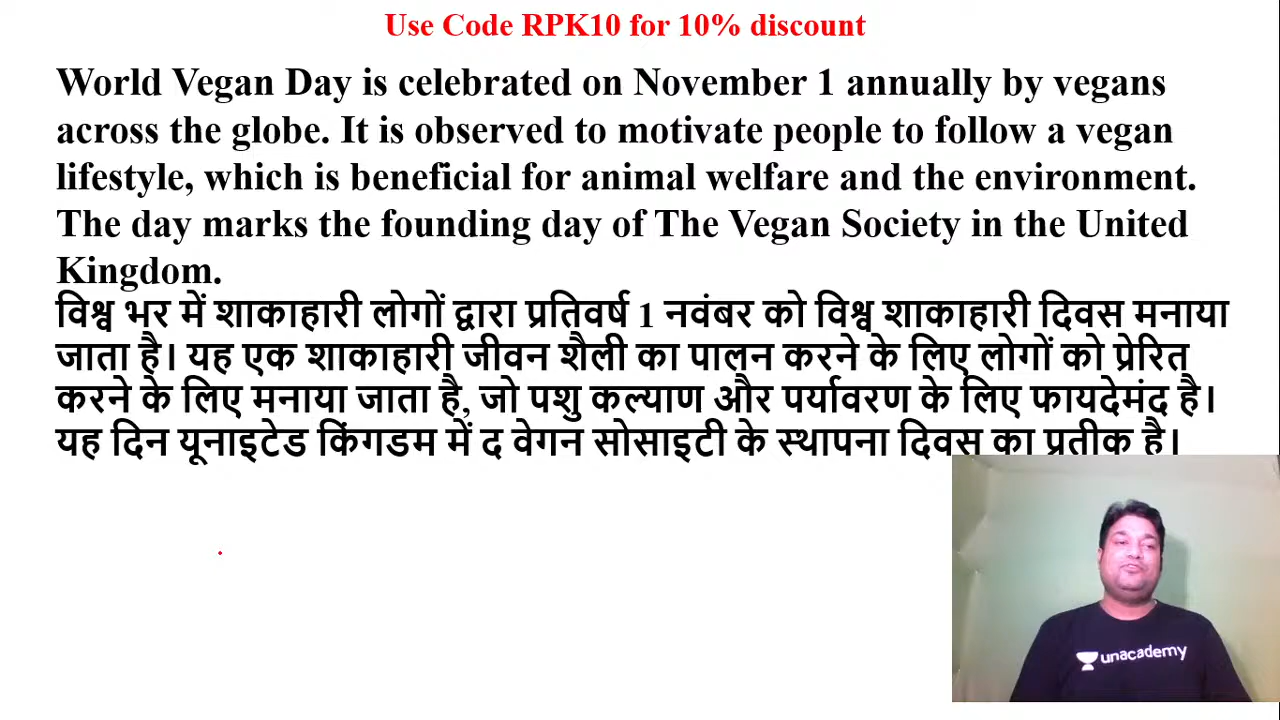 Use Code RPK10 for 10% discount
World Vegan Day is celebrated on November 1 annually by vegans
across the globe. It is observed to motivate people to follow a vegan
lifestyle, which is beneficial for animal welfare and the environment.
The day marks the founding day of The Vegan Society in the United
Kingdom.
विश्व भर में शाकाहारी लोगों द्वारा प्रतिवर्ष 1 नवंबर को विश्व शाकाहारी दिवस मनाया
जाता है। यह एक शाकाहारी जीवन शैली का पालन करने के लिए लोगों को प्रेरित
करने के लिए मनाया जाता है, जो पशु कल्याण और पर्यावरण के लिए फायदेमंद है।
यह दिन यूनाइटेड किंगडम में द वेगन सोसाइटी के स्थापना दिवस का प्रतीक है।
unacademy